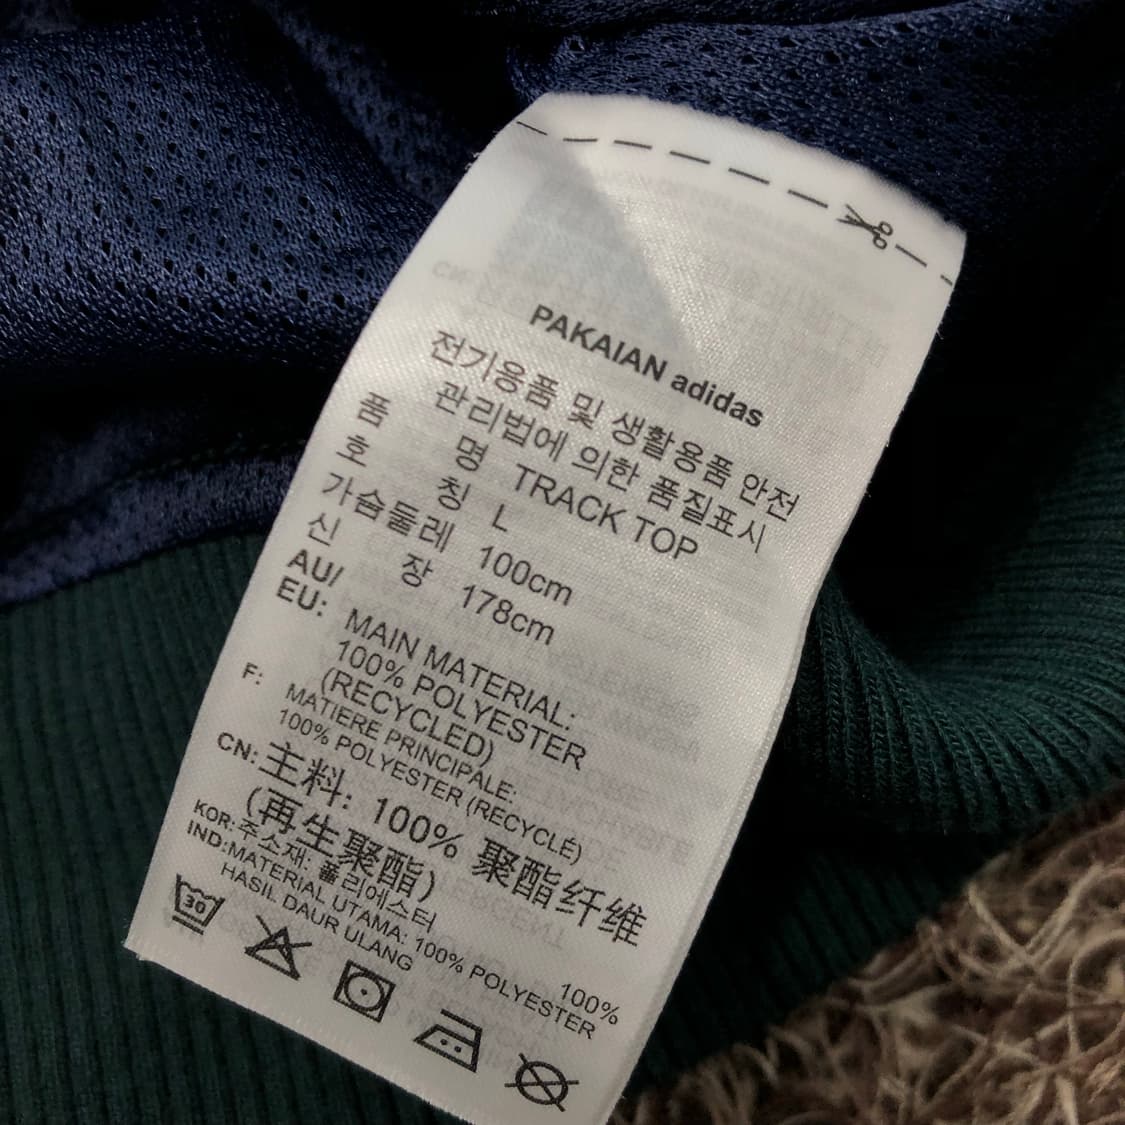 PAKAIAN adidas
전기용품 및 생활용품 안전
관리법에 의한 품질표시
품 명 TRACK TOP
호 칭 L
가슴둘레 100cm
신 장 178cm
AU/
EU: MAIN MATERIAL:
100% POLYESTER
(RECYCLED)
F: MATIERE PRINCIPALE:
100% POLYESTER (RECYCLÉ)
CN: 主料: 100% 聚酯纤维
(再生聚酯)
KOR: 주소재: 폴리에스터 100%
IND: MATERIAL UTAMA: 100% POLYESTER
HASIL DAUR ULANG
30